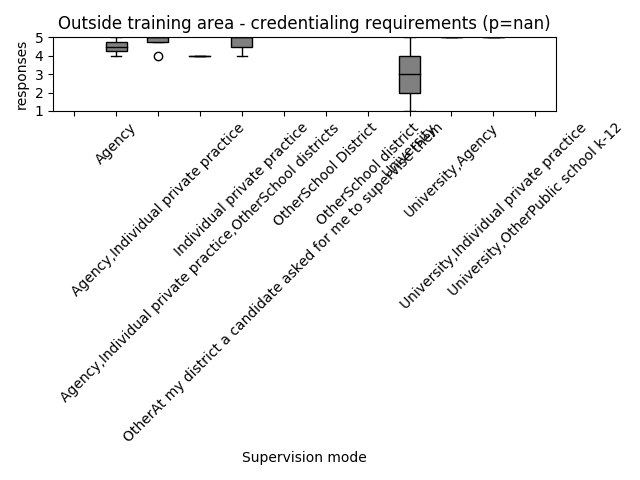 Outside training area - credentialing requirements (p=nan)
responses
5
4
3
2
1
Agency
Agency,Individual private practice
Individual private practice
Agency,Individual private practice,OtherSchool districts
OtherSchool District
OtherAt my district a candidate asked for me to supervise them
OtherSchool district
University
University,Agency
University,Individual private practice
University,OtherPublic school k-12
Supervision mode